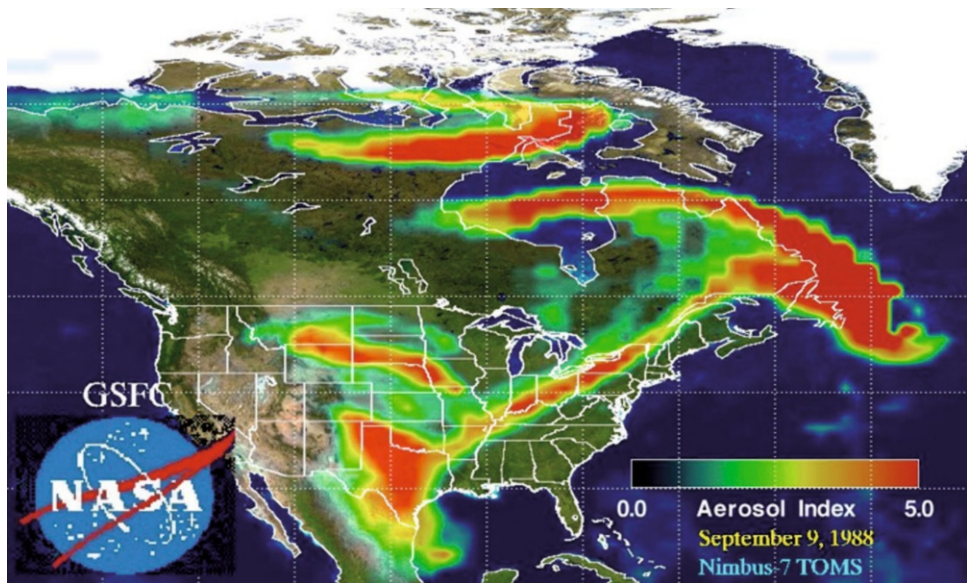 GSFC
NASA
0.0 Aerosol Index 5.0
September 9, 1988
Nimbus-7 TOMS